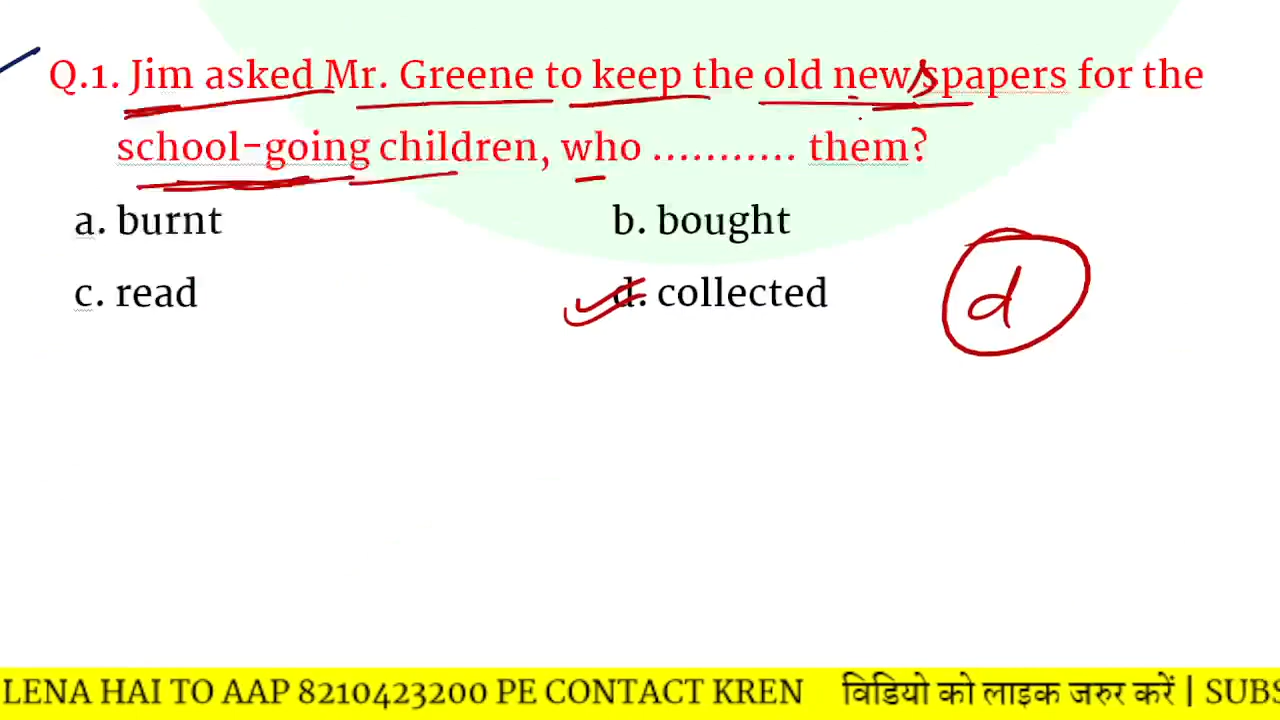 Q.1. Jim asked Mr. Greene to keep the old newspapers for the
school-going children, who ........... them?
a. burnt b. bought
c. read d. collected
d
LENA HAI TO AAP 8210423200 PE CONTACT KREN विडियो को लाइक जरुर करें | SUBS